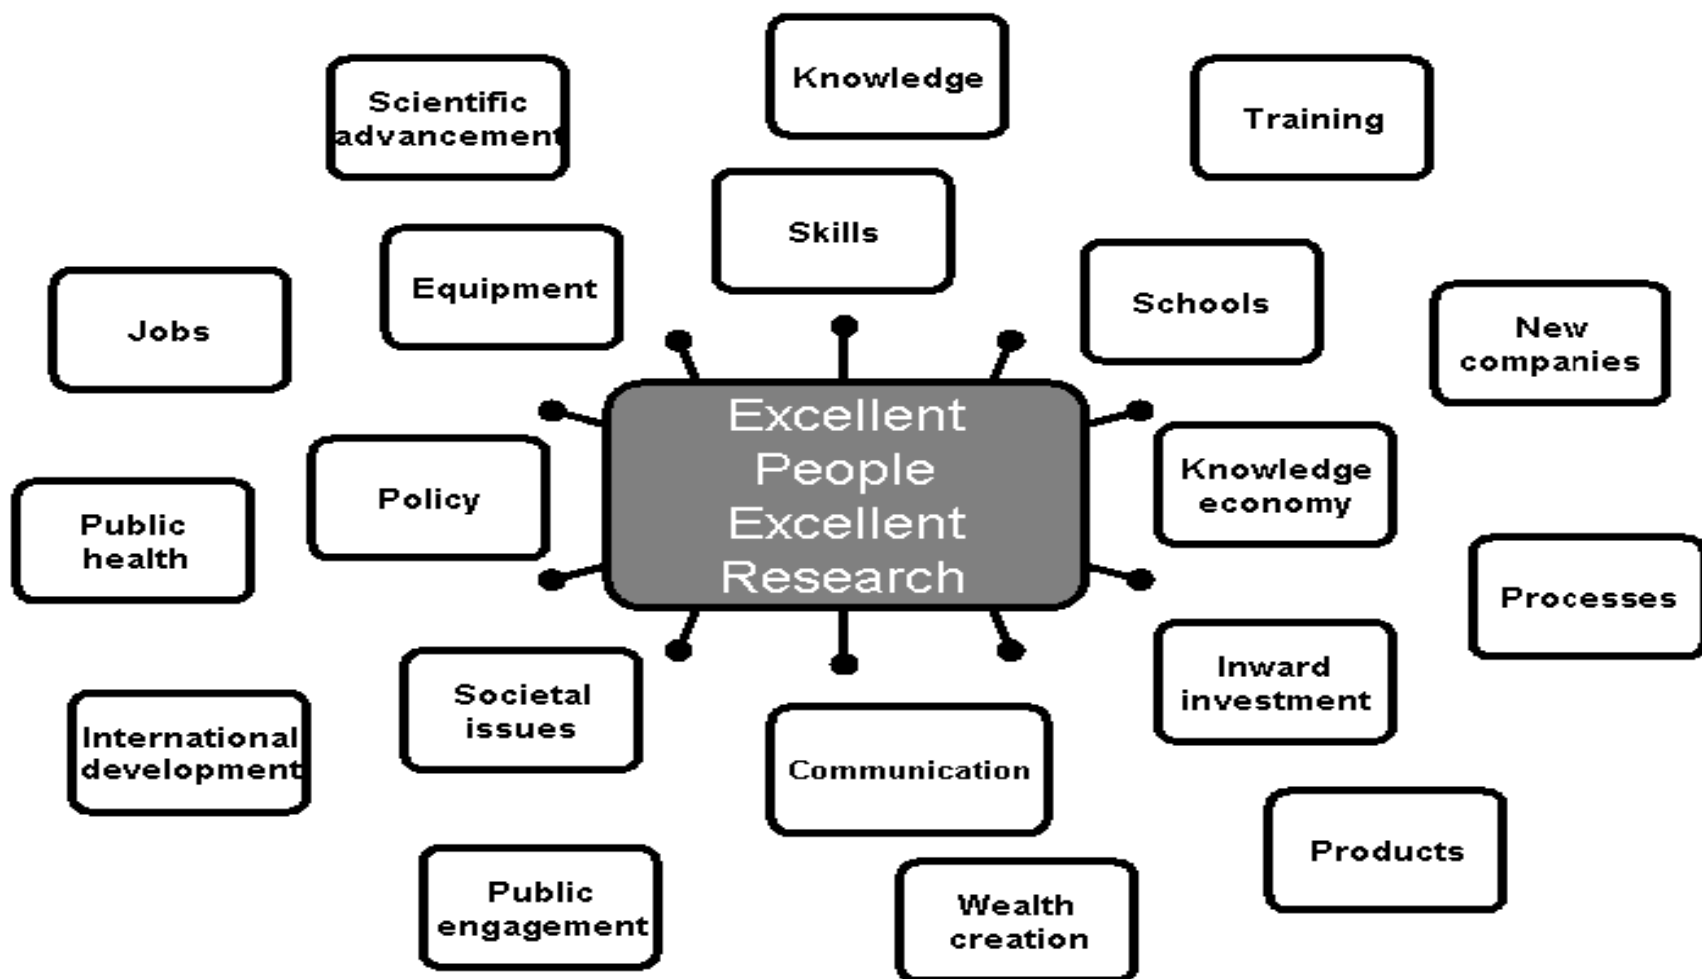 Knowledge
Scientific
advancement
Training
Skills
Equipment
Schools
Jobs
New
companies
Excellent
People
Excellent
Research
Policy
Knowledge
economy
Public
health
Processes
Societal
issues
Inward
investment
International
development
Communication
Products
Public
engagement
Wealth
creation